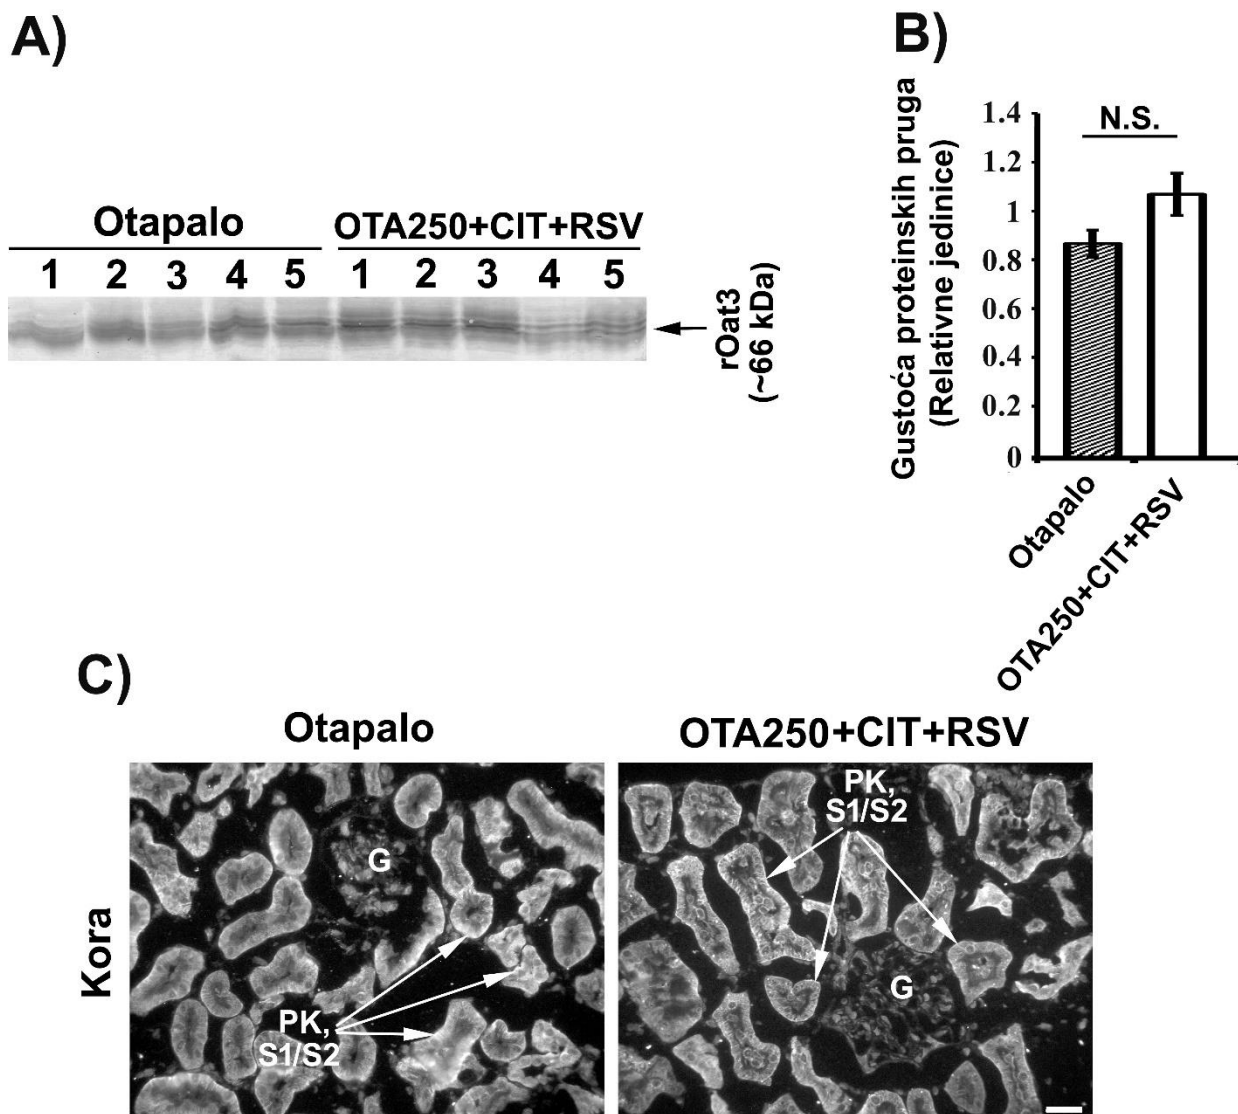 A)
Otapalo OTA250+CIT+RSV
1 2 3 4 5 1 2 3 4 5
rOat3
(~66 kDa)
B)
Gustoća proteinskih pruga
(Relativne jedinice)
1.4
1.2
1
0.8
0.6
0.4
0.2
0
N.S.
Otapalo
OTA250+CIT+RSV
C)
Otapalo
OTA250+CIT+RSV
Kora
G
PK,
S1/S2
PK,
S1/S2
G